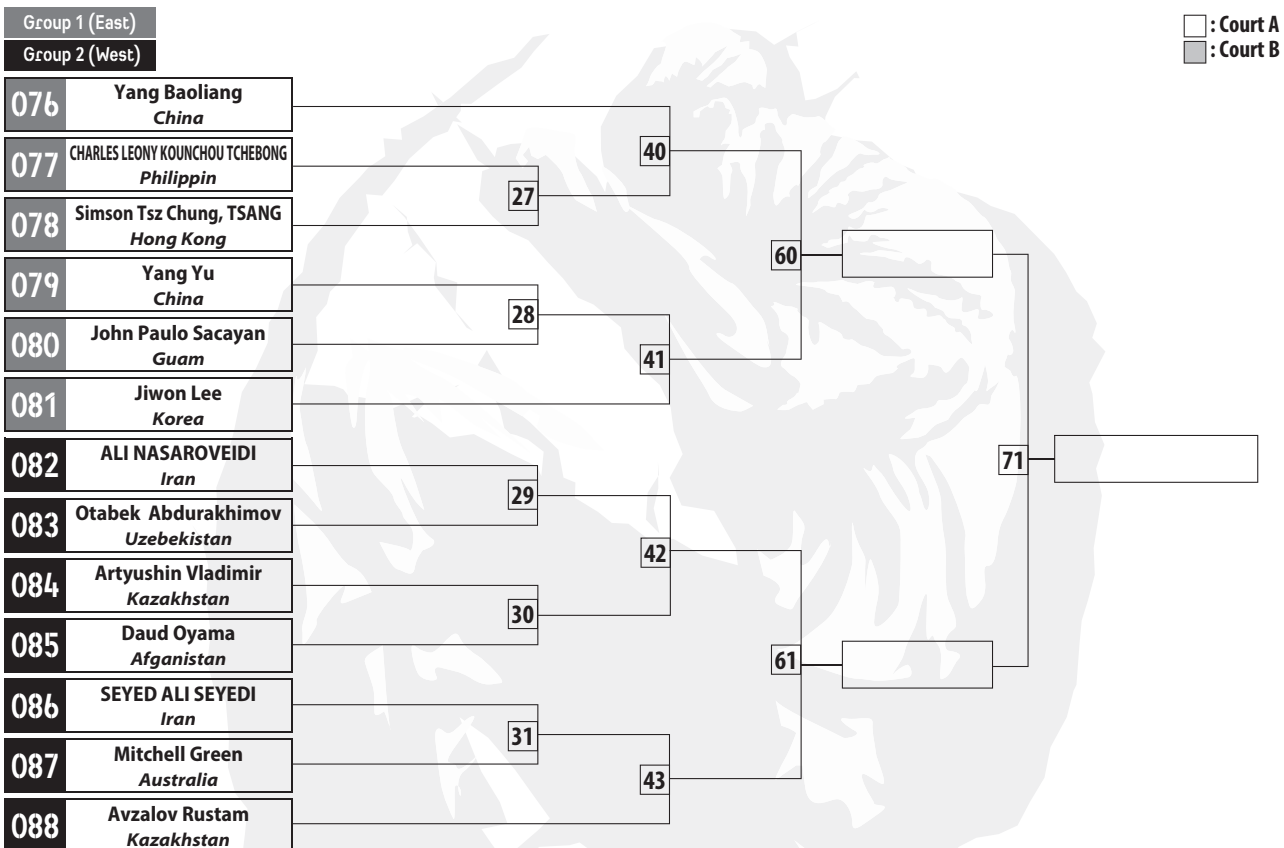 Group 1 (East)
Group 2 (West)
: Court A
: Court B
076 Yang Baoliang
China
077 CHARLES LEONY KOUNCHOU TCHEBONG
Philippin
078 Simson Tsz Chung, TSANG
Hong Kong
079 Yang Yu
China
080 John Paulo Sacayan
Guam
081 Jiwon Lee
Korea
082 ALI NASAROVEIDI
Iran
083 Otabek Abdurakhimov
Uzebekistan
084 Artyushin Vladimir
Kazakhstan
085 Daud Oyama
Afganistan
086 SEYED ALI SEYEDI
Iran
087 Mitchell Green
Australia
088 Avzalov Rustam
Kazakhstan
27
28
29
30
31
40
41
42
43
60
61
71